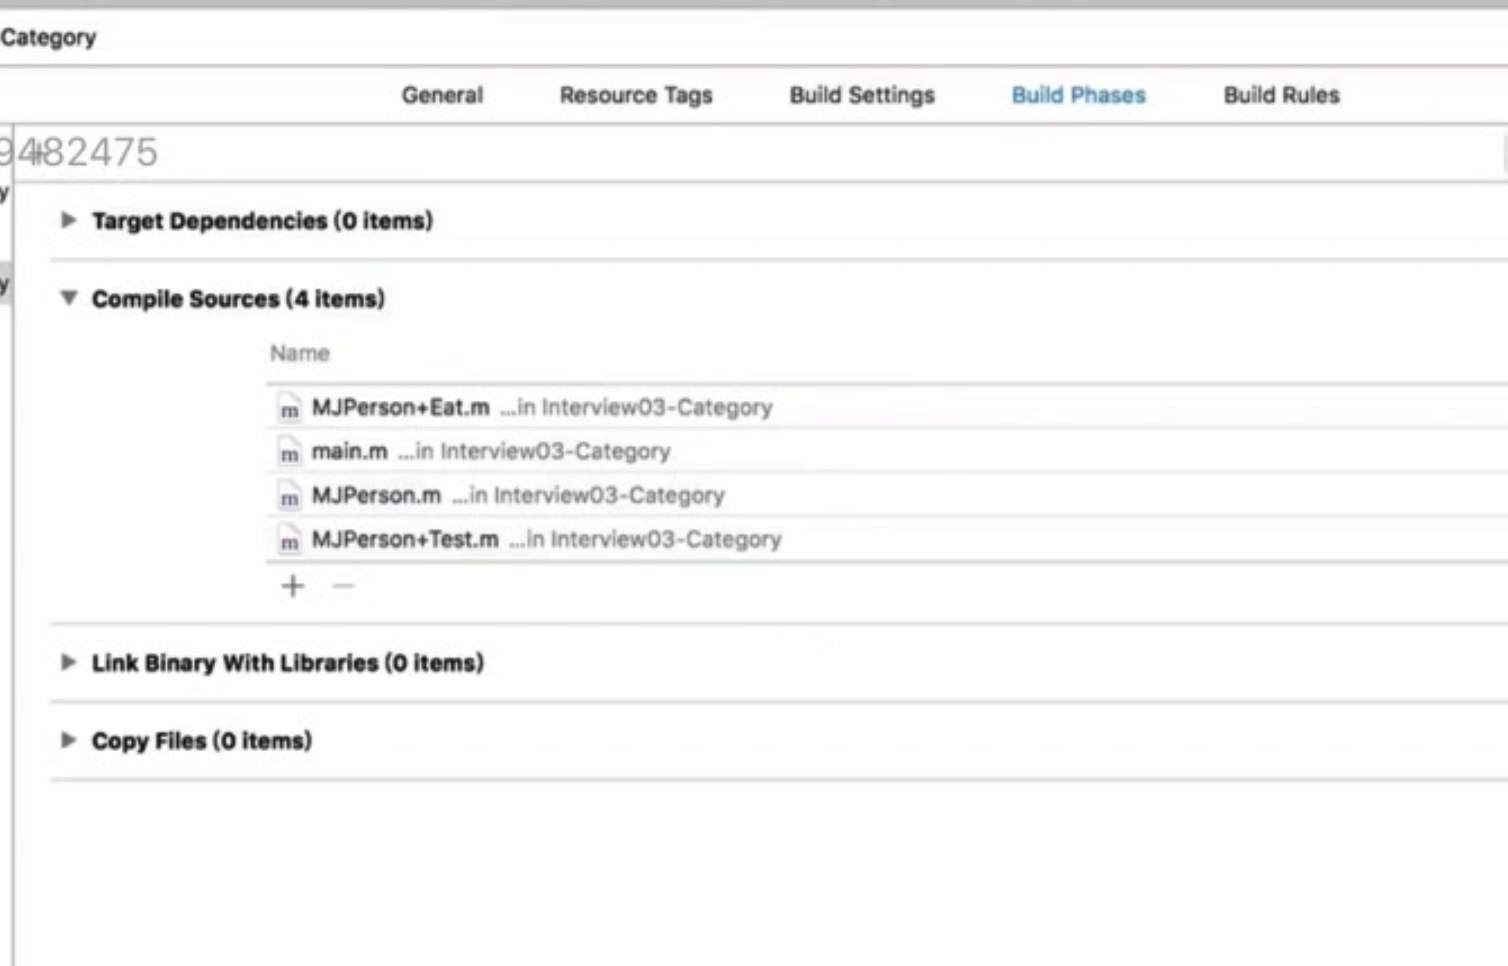 Category
General Resource Tags Build Settings Build Phases Build Rules
9482475
y
Target Dependencies (0 items)
y
Compile Sources (4 items)
Name
m MJPerson+Eat.m ...in Interview03-Category
m main.m ...in Interview03-Category
m MJPerson.m ...in Interview03-Category
m MJPerson+Test.m ...in Interview03-Category
+ −
Link Binary With Libraries (0 items)
Copy Files (0 items)